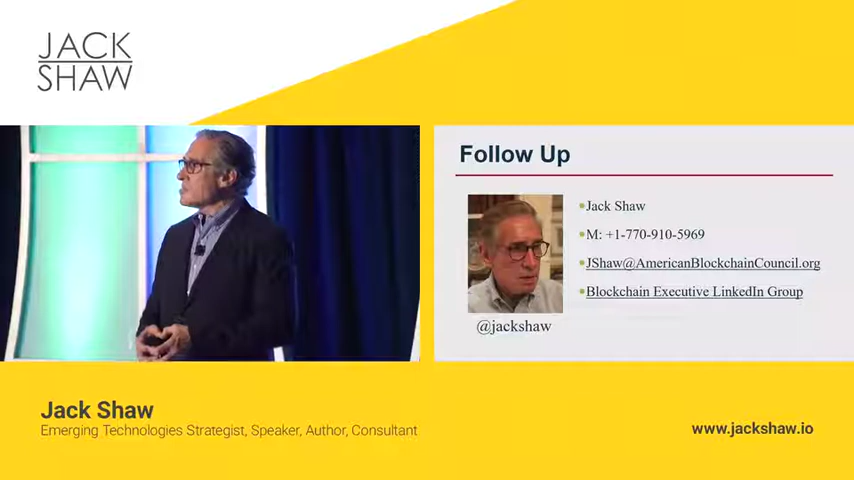 JACK
SHAW
Follow Up
Jack Shaw
M: +1-770-910-5969
JShaw@AmericanBlockchainCouncil.org
Blockchain Executive LinkedIn Group
@jackshaw
Jack Shaw
Emerging Technologies Strategist, Speaker, Author, Consultant
www.jackshaw.io